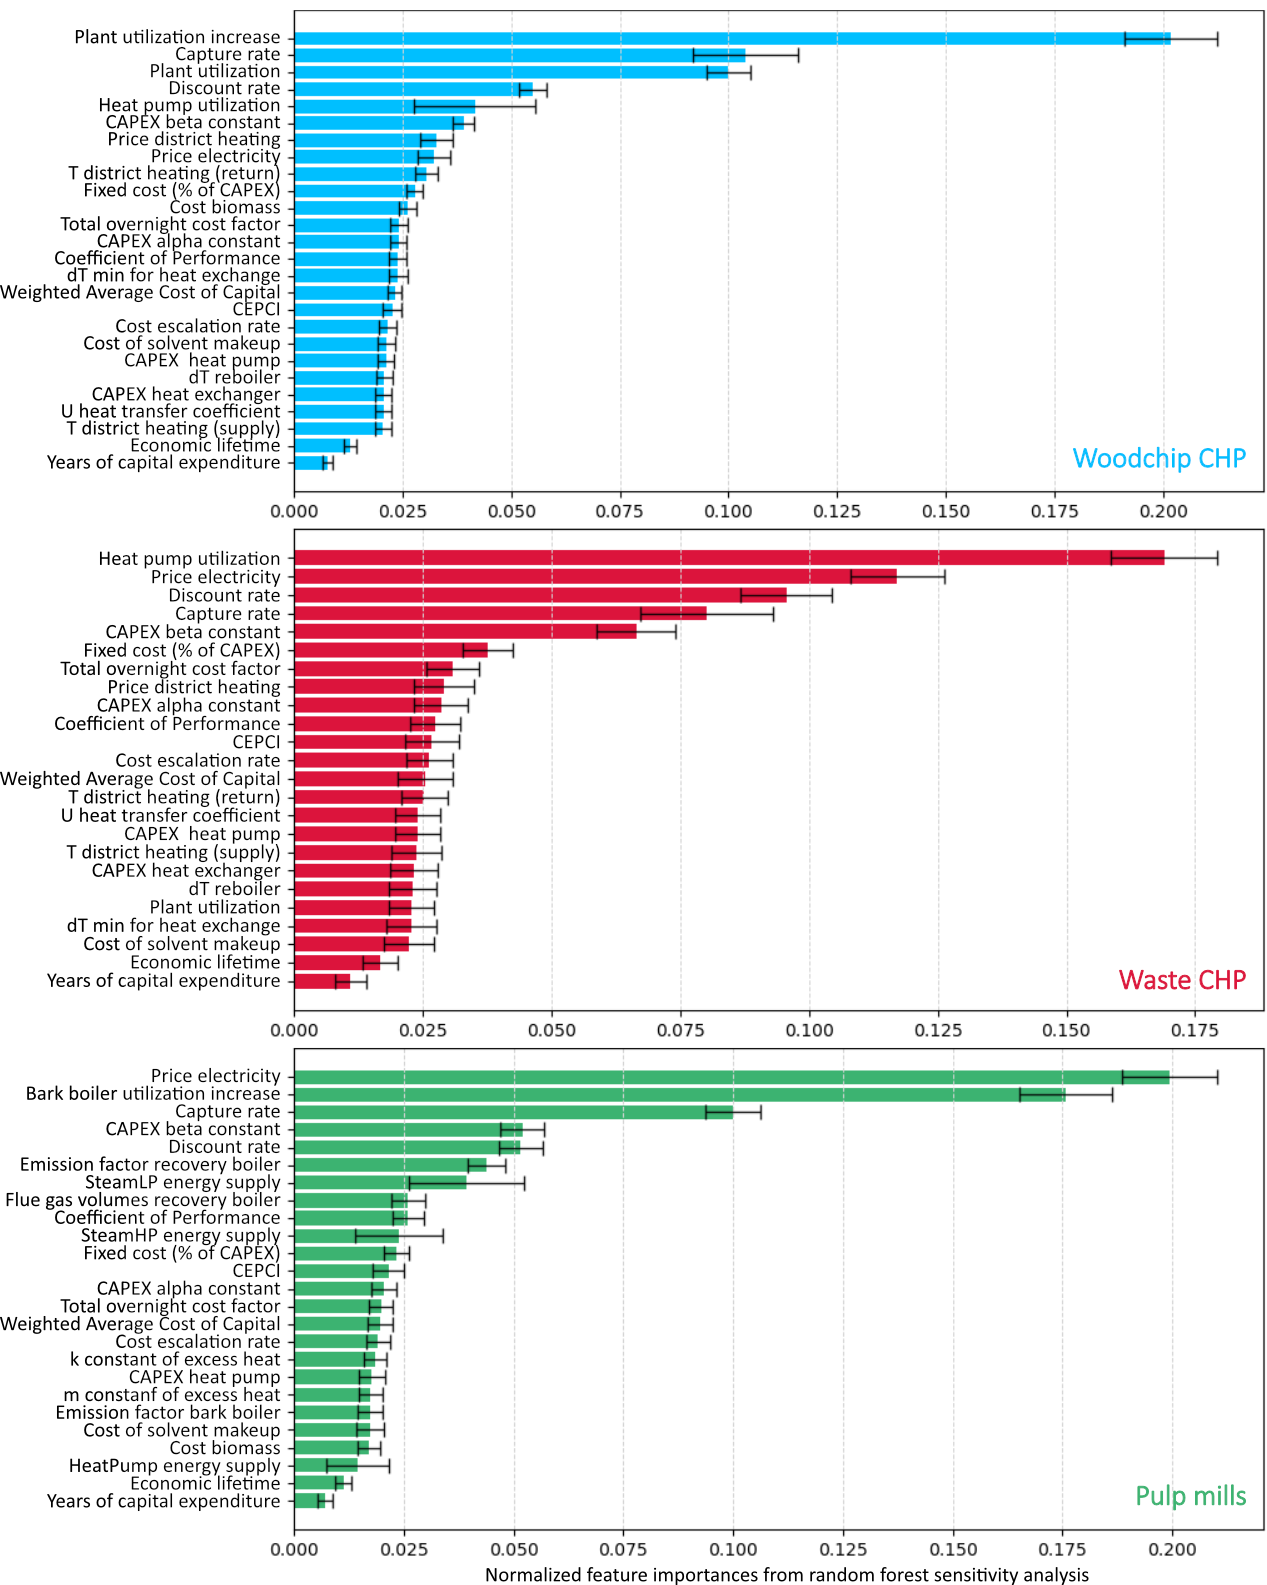 Plant utilization increase
Capture rate
Plant utilization
Discount rate
Heat pump utilization
CAPEX beta constant
Price district heating
Price electricity
T district heating (return)
Fixed cost (% of CAPEX)
Cost biomass
Total overnight cost factor
CAPEX alpha constant
Coefficient of Performance
dT min for heat exchange
Weighted Average Cost of Capital
CEPCI
Cost escalation rate
Cost of solvent makeup
CAPEX  heat pump
dT reboiler
CAPEX heat exchanger
U heat transfer coefficient
T district heating (supply)
Economic lifetime
Years of capital expenditure
Woodchip CHP
0.000 0.025 0.050 0.075 0.100 0.125 0.150 0.175 0.200
Heat pump utilization
Price electricity
Discount rate
Capture rate
CAPEX beta constant
Fixed cost (% of CAPEX)
Total overnight cost factor
Price district heating
CAPEX alpha constant
Coefficient of Performance
CEPCI
Cost escalation rate
Weighted Average Cost of Capital
T district heating (return)
U heat transfer coefficient
CAPEX  heat pump
T district heating (supply)
CAPEX heat exchanger
dT reboiler
Plant utilization
dT min for heat exchange
Cost of solvent makeup
Economic lifetime
Years of capital expenditure
Waste CHP
0.000 0.025 0.050 0.075 0.100 0.125 0.150 0.175
Price electricity
Bark boiler utilization increase
Capture rate
CAPEX beta constant
Discount rate
Emission factor recovery boiler
SteamLP energy supply
Flue gas volumes recovery boiler
Coefficient of Performance
SteamHP energy supply
Fixed cost (% of CAPEX)
CEPCI
CAPEX alpha constant
Total overnight cost factor
Weighted Average Cost of Capital
Cost escalation rate
k constant of excess heat
CAPEX heat pump
m constanf of excess heat
Emission factor bark boiler
Cost of solvent makeup
Cost biomass
HeatPump energy supply
Economic lifetime
Years of capital expenditure
Pulp mills
0.000 0.025 0.050 0.075 0.100 0.125 0.150 0.175 0.200
Normalized feature importances from random forest sensitivity analysis